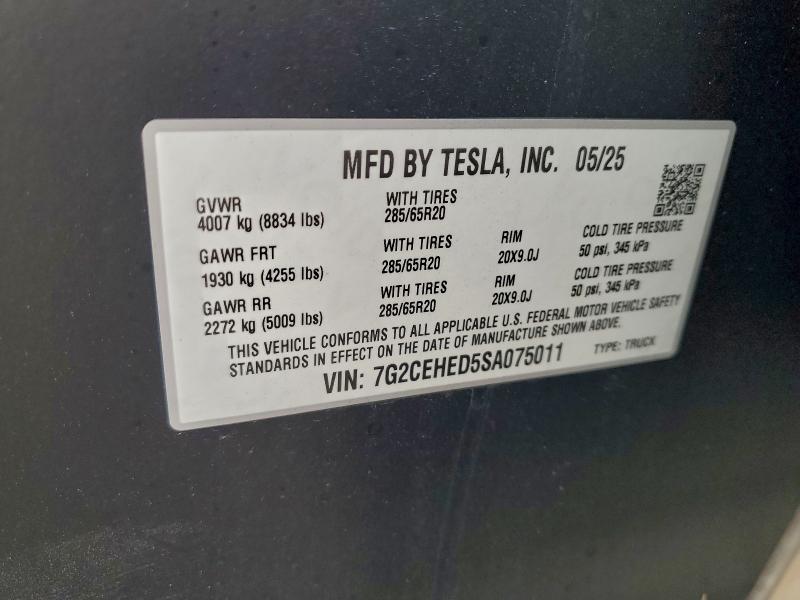 MFD BY TESLA, INC. 05/25
GVWR WITH TIRES
4007 kg (8834 lbs) 285/65R20
GAWR FRT WITH TIRES RIM COLD TIRE PRESSURE
1930 kg (4255 lbs) 285/65R20 20X9.0J 50 psi, 345 kPa
GAWR RR WITH TIRES RIM COLD TIRE PRESSURE
2272 kg (5009 lbs) 285/65R20 20X9.0J 50 psi, 345 kPa
THIS VEHICLE CONFORMS TO ALL APPLICABLE U.S. FEDERAL MOTOR VEHICLE SAFETY
STANDARDS IN EFFECT ON THE DATE OF MANUFACTURE SHOWN ABOVE.
VIN: 7G2CEHED5SA075011 TYPE: TRUCK